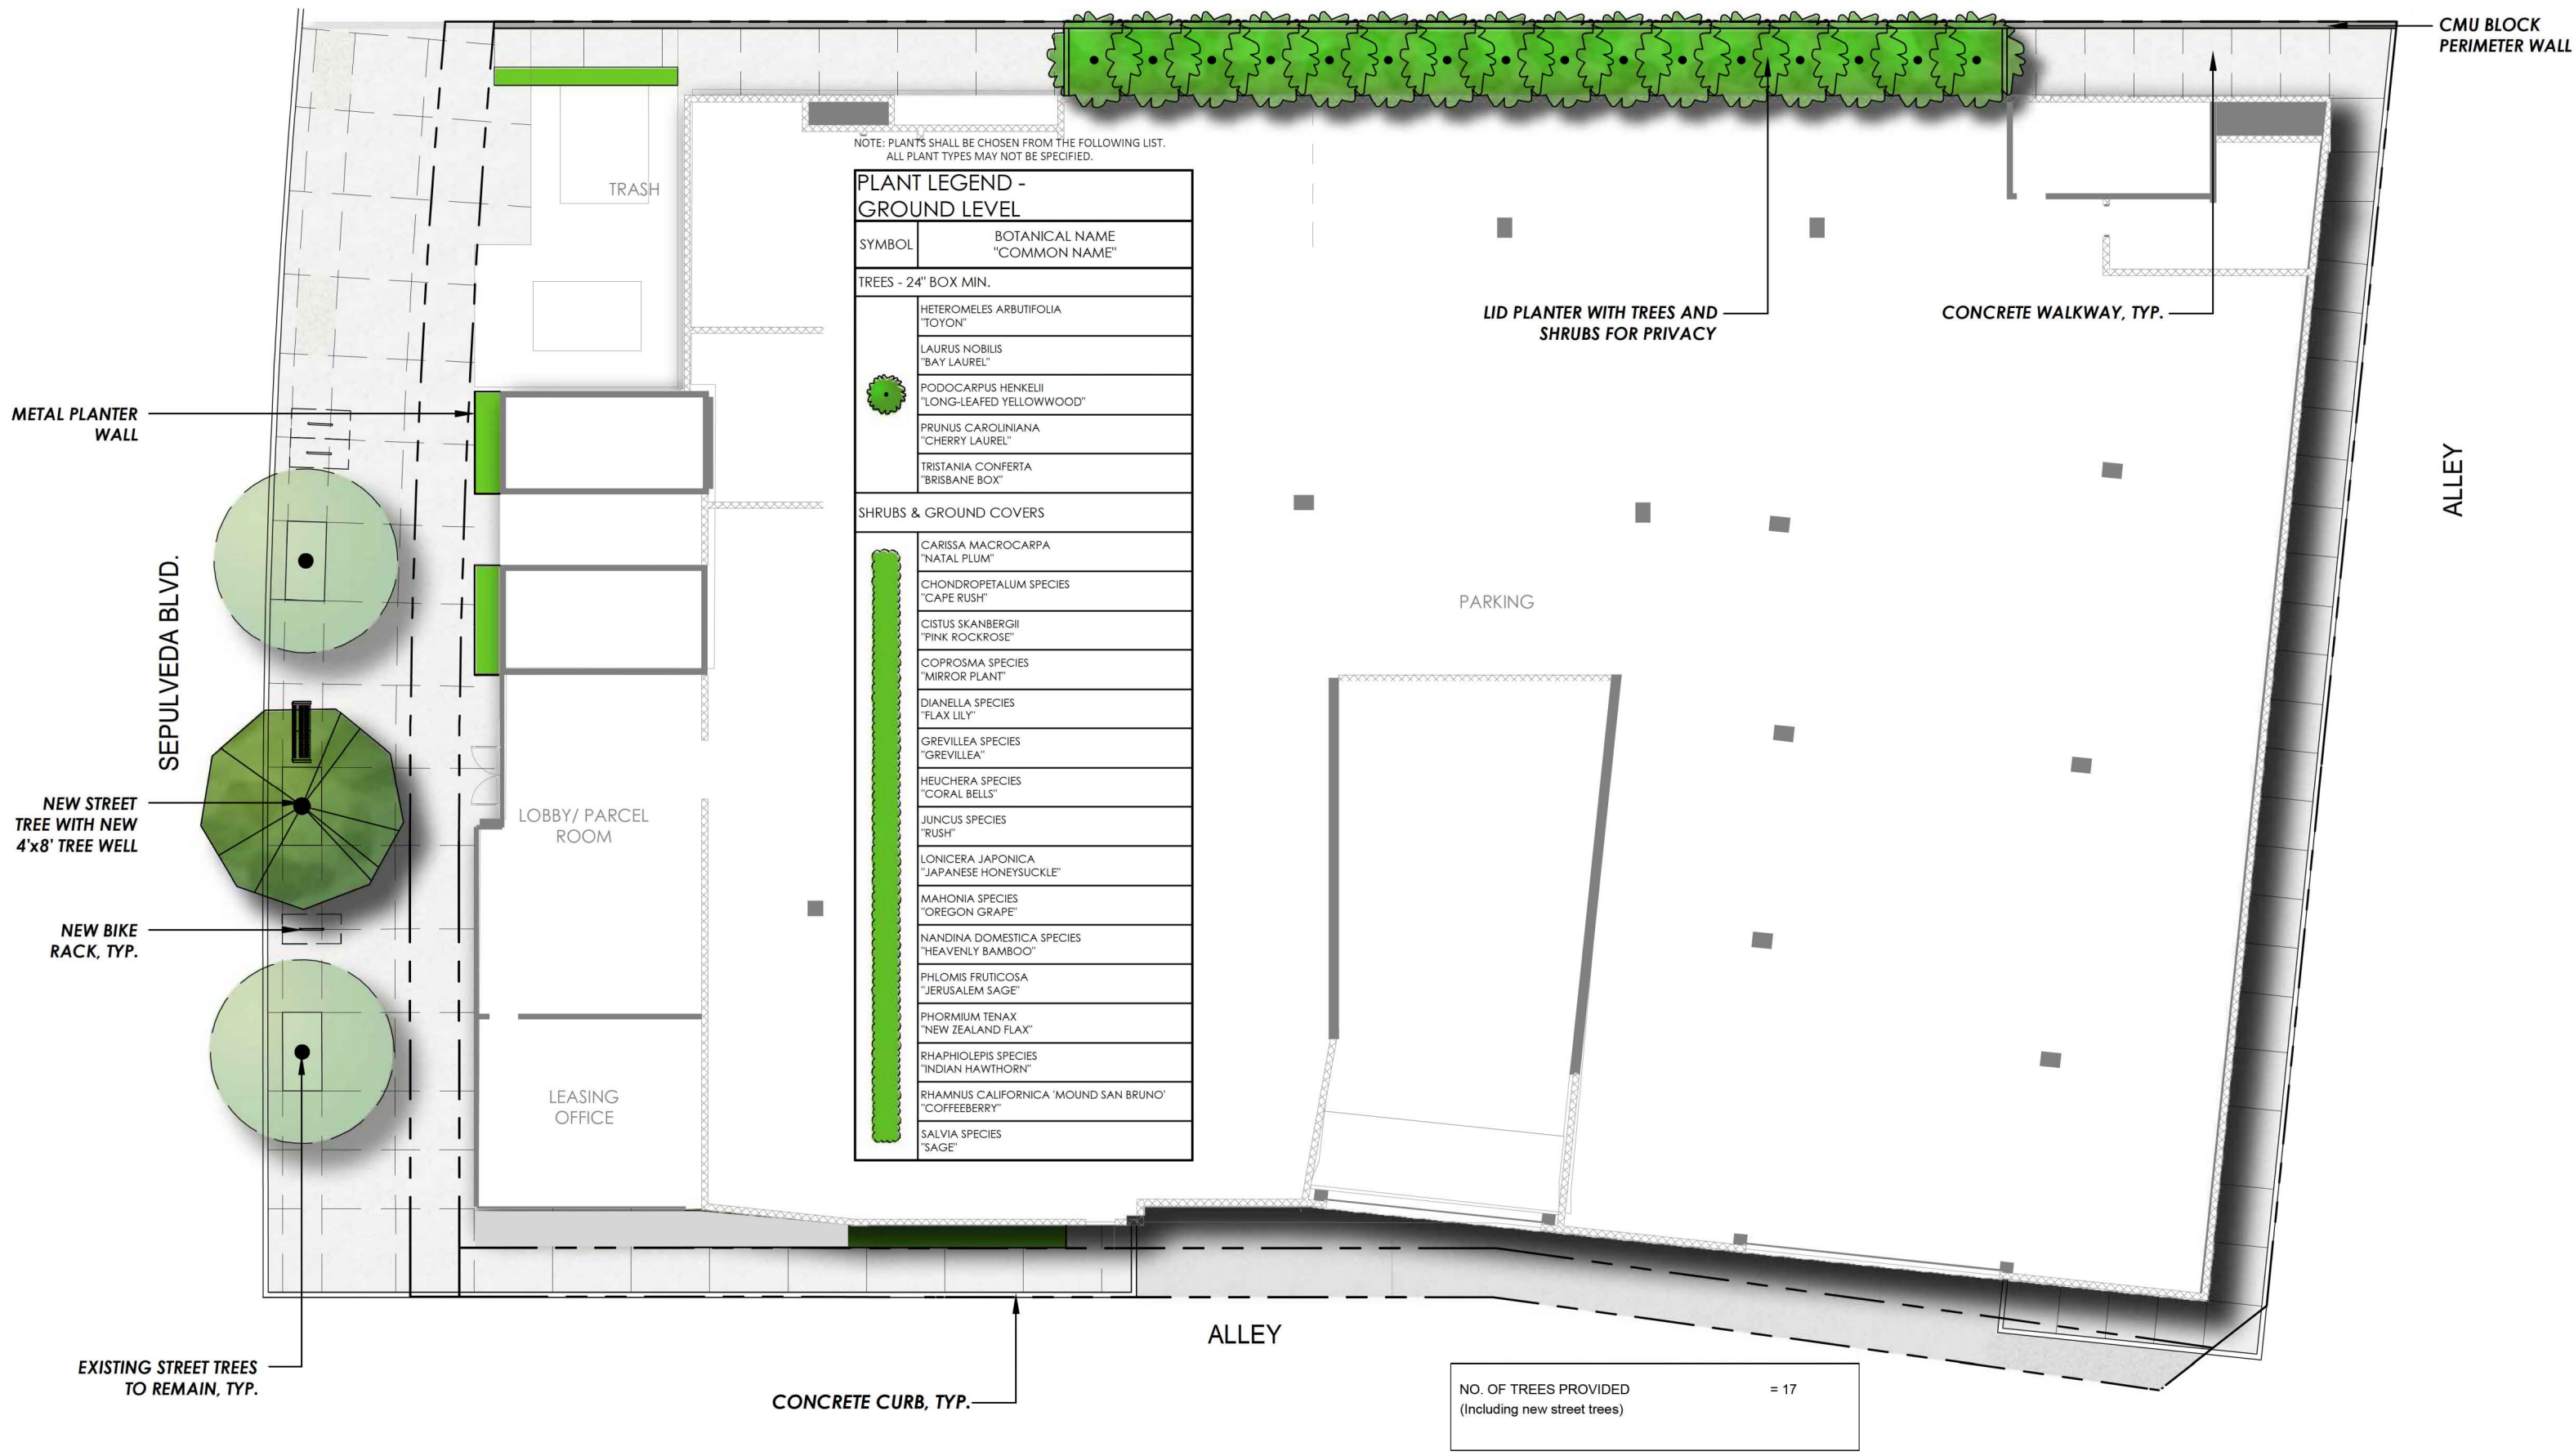 CMU BLOCK
PERIMETER WALL
NOTE: PLANTS SHALL BE CHOSEN FROM THE FOLLOWING LIST.
ALL PLANT TYPES MAY NOT BE SPECIFIED.
TRASH
PLANT LEGEND -
GROUND LEVEL
SYMBOL
BOTANICAL NAME
"COMMON NAME"
TREES - 24" BOX MIN.
HETEROMELES ARBUTIFOLIA
"TOYON"
LAURUS NOBILIS
"BAY LAUREL"
PODOCARPUS HENKELII
"LONG-LEAFED YELLOWWOOD"
PRUNUS CAROLINIANA
"CHERRY LAUREL"
TRISTANIA CONFERTA
"BRISBANE BOX"
SHRUBS & GROUND COVERS
CARISSA MACROCARPA
"NATAL PLUM"
CHONDROPETALUM SPECIES
"CAPE RUSH"
CISTUS SKANBERGII
"PINK ROCKROSE"
COPROSMA SPECIES
"MIRROR PLANT"
DIANELLA SPECIES
"FLAX LILY"
GREVILLEA SPECIES
"GREVILLEA"
HEUCHERA SPECIES
"CORAL BELLS"
JUNCUS SPECIES
"RUSH"
LONICERA JAPONICA
"JAPANESE HONEYSUCKLE"
MAHONIA SPECIES
"OREGON GRAPE"
NANDINA DOMESTICA SPECIES
"HEAVENLY BAMBOO"
PHLOMIS FRUTICOSA
"JERUSALEM SAGE"
PHORMIUM TENAX
"NEW ZEALAND FLAX"
RHAPHIOLEPIS SPECIES
"INDIAN HAWTHORN"
RHAMNUS CALIFORNICA 'MOUND SAN BRUNO'
"COFFEEBERRY"
SALVIA SPECIES
"SAGE"
LID PLANTER WITH TREES AND
SHRUBS FOR PRIVACY
CONCRETE WALKWAY, TYP.
METAL PLANTER
WALL
ALLEY
SEPULVEDA BLVD.
PARKING
NEW STREET
TREE WITH NEW
4'x8' TREE WELL
LOBBY/ PARCEL
ROOM
NEW BIKE
RACK, TYP.
LEASING
OFFICE
ALLEY
EXISTING STREET TREES
TO REMAIN, TYP.
CONCRETE CURB, TYP.
NO. OF TREES PROVIDED = 17
(Including new street trees)